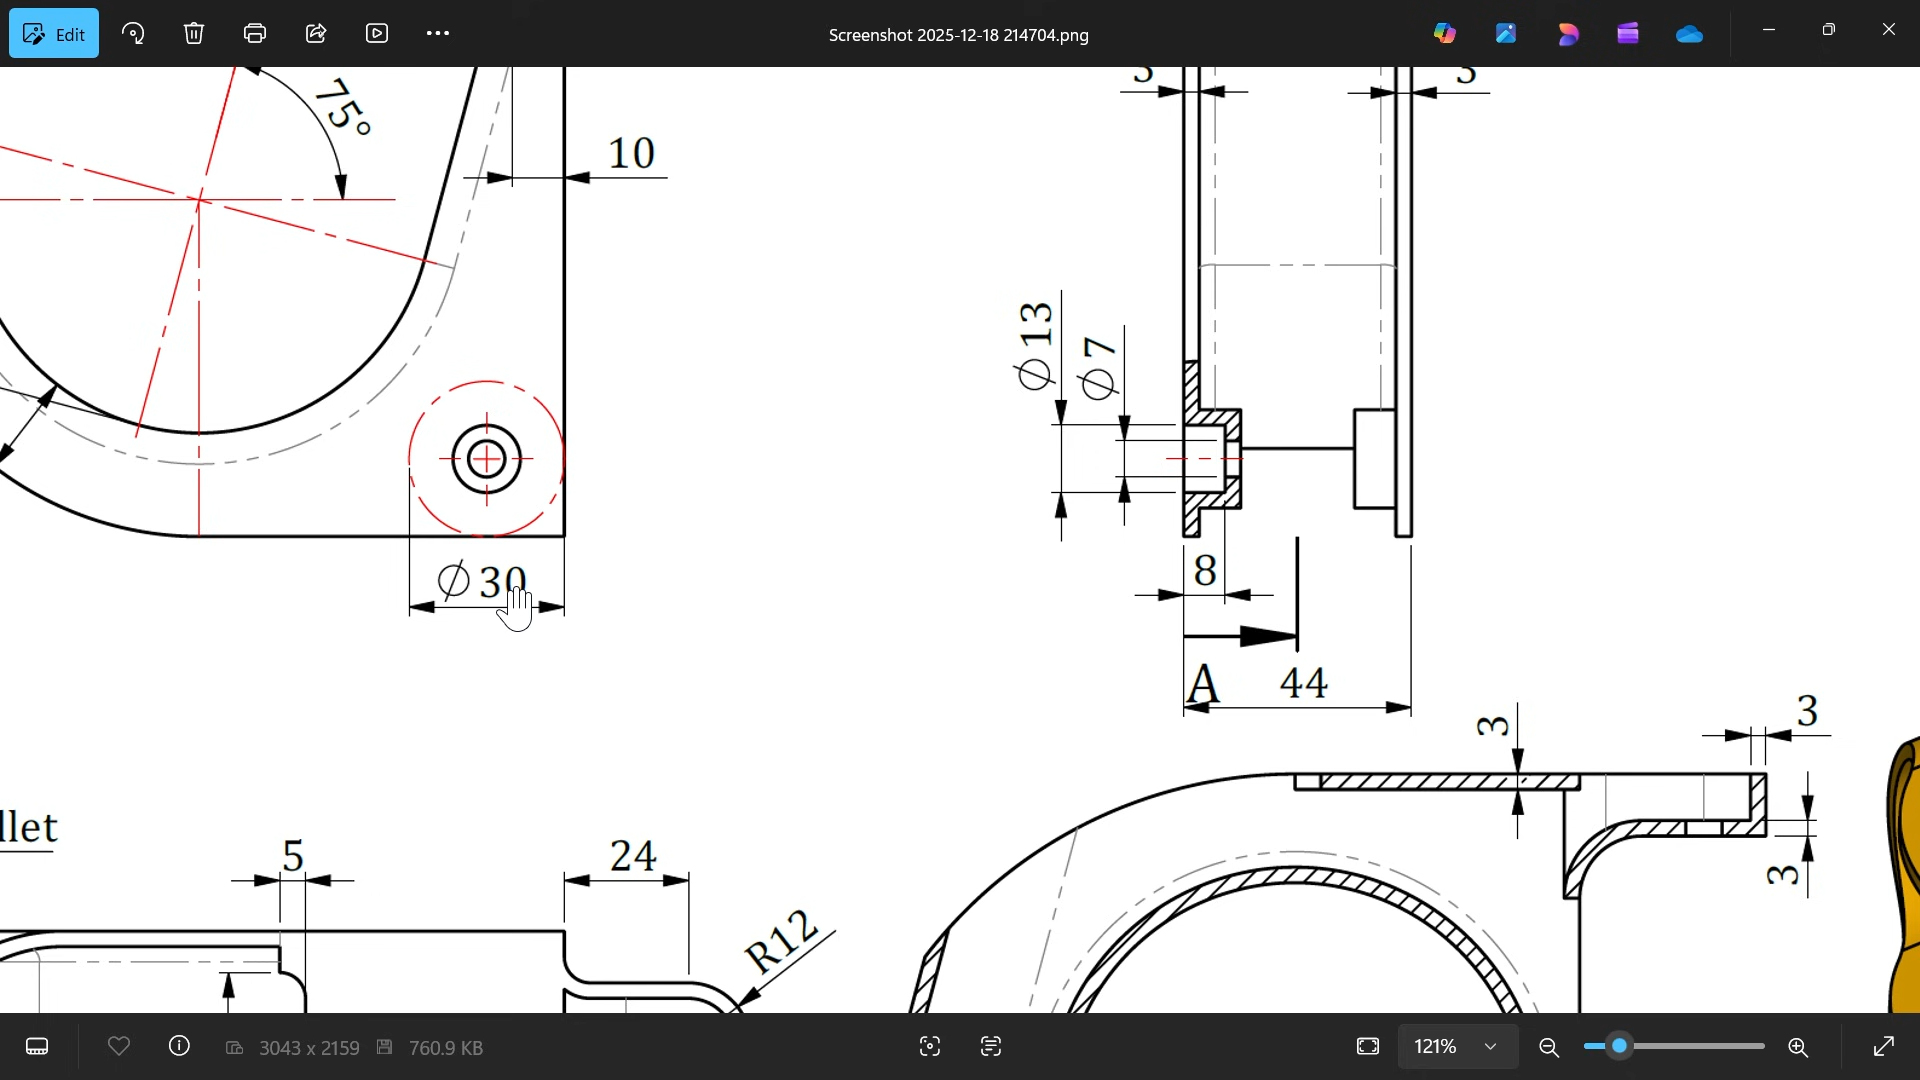 Edit
Screenshot 2025-12-18 214704.png
75°
10
3
3
⌀13
⌀7
⌀30
8
A
44
3
3
3
llet
5
24
R12
3043 x 2159
760.9 KB
121%